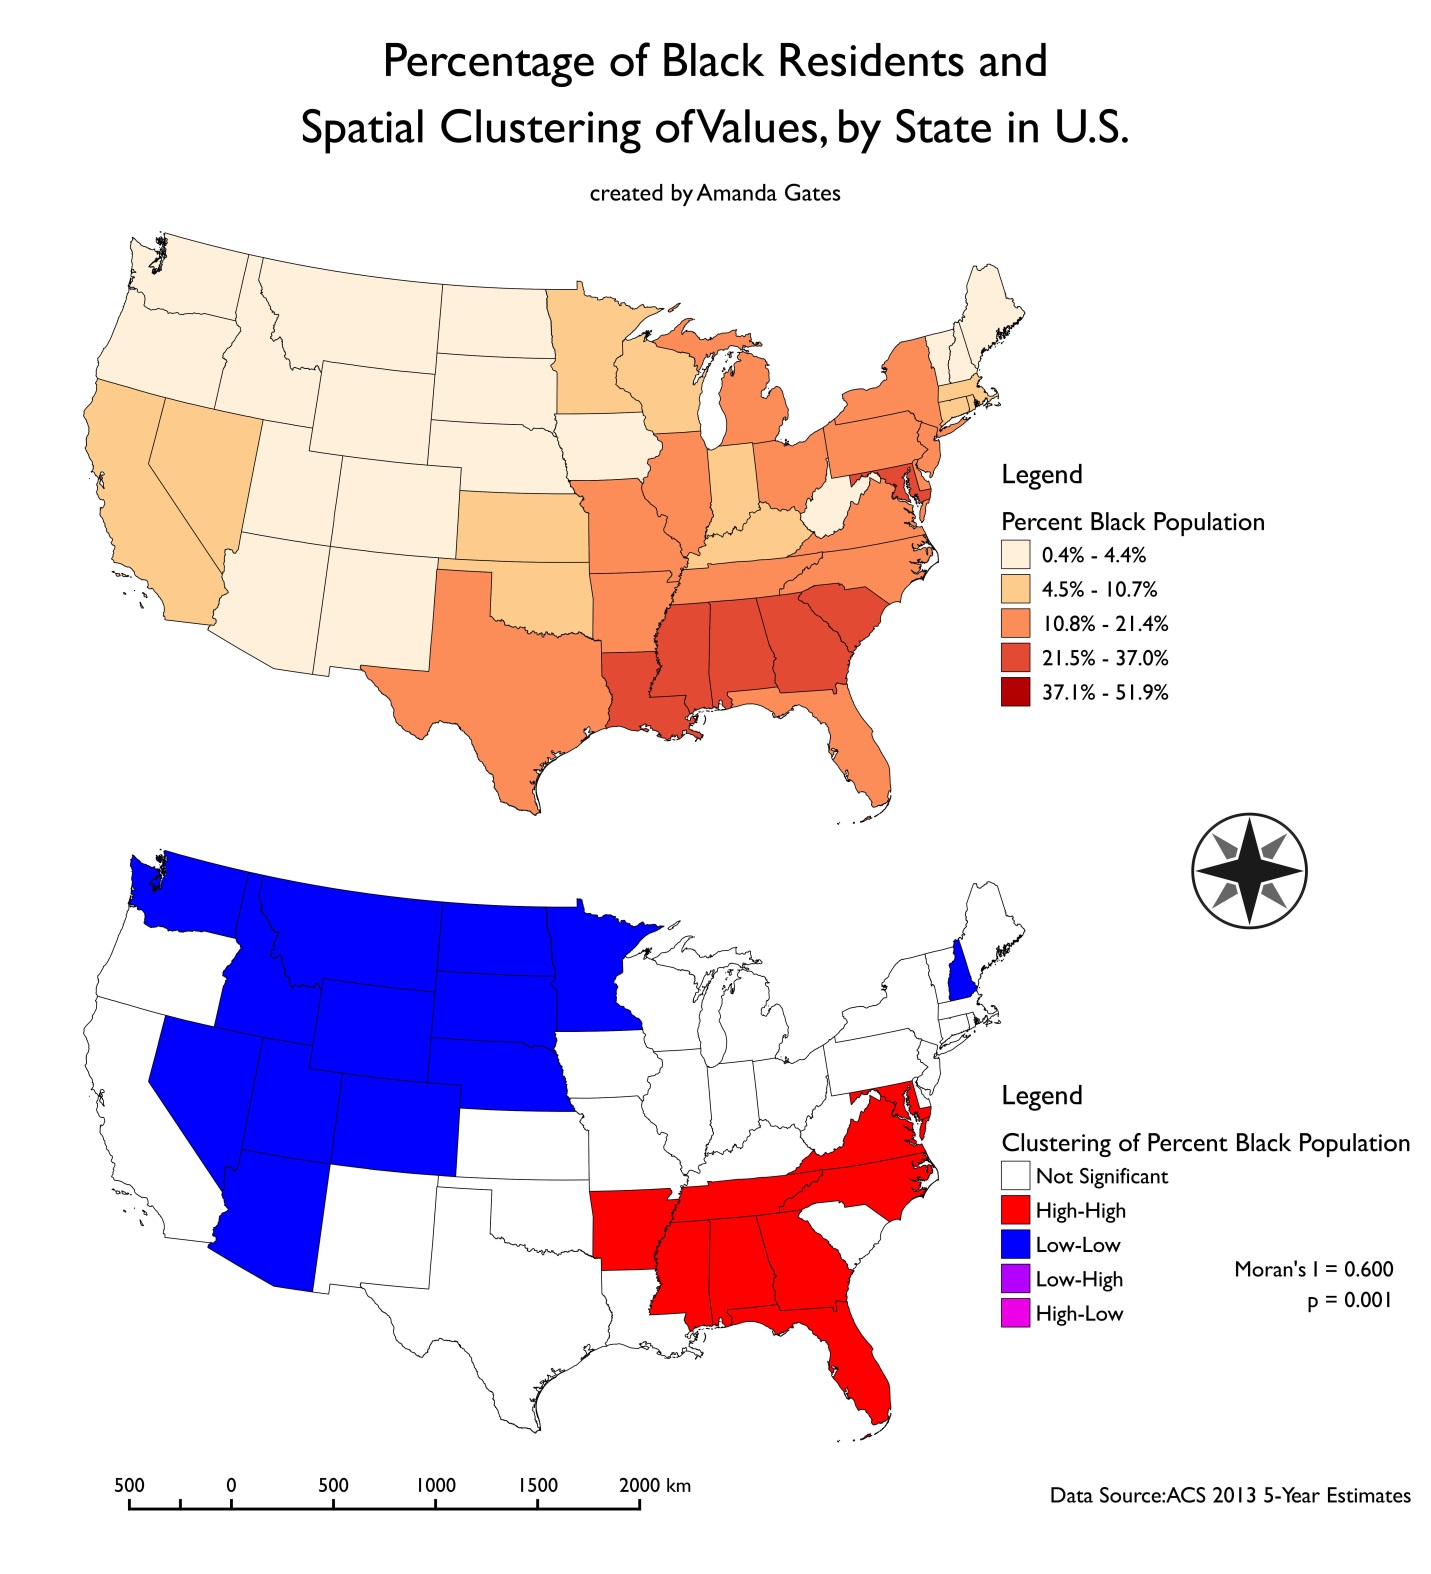 Percentage of Black Residents and
Spatial Clustering of Values, by State in U.S.
created by Amanda Gates
Legend
Percent Black Population
0.4% - 4.4%
4.5% - 10.7%
10.8% - 21.4%
21.5% - 37.0%
37.1% - 51.9%
Legend
Clustering of Percent Black Population
Not Significant
High-High
Low-Low
Low-High
High-Low
Moran's I = 0.600
p = 0.001
500 0 500 1000 1500 2000 km
Data Source: ACS 2013 5-Year Estimates